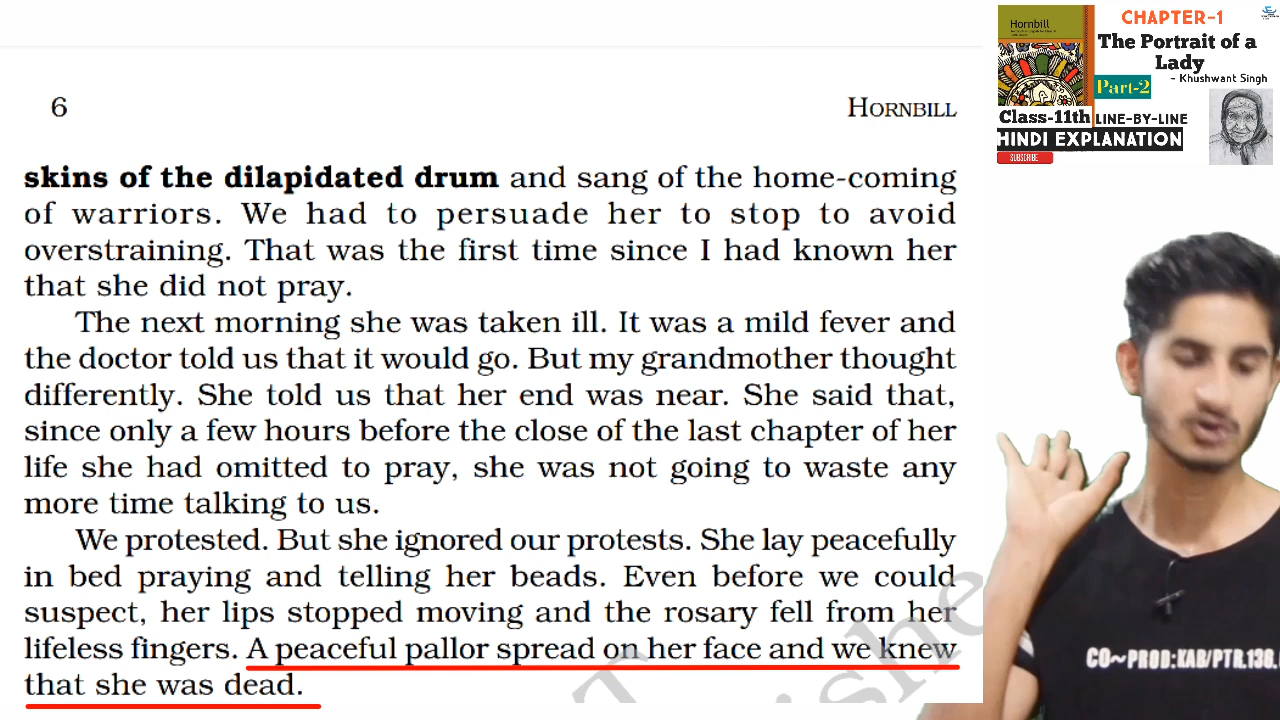 6
HORNBILL
skins of the dilapidated drum and sang of the home-coming
of warriors. We had to persuade her to stop to avoid
overstraining. That was the first time since I had known her
that she did not pray.
The next morning she was taken ill. It was a mild fever and
the doctor told us that it would go. But my grandmother thought
differently. She told us that her end was near. She said that,
since only a few hours before the close of the last chapter of her
life she had omitted to pray, she was not going to waste any
more time talking to us.
We protested. But she ignored our protests. She lay peacefully
in bed praying and telling her beads. Even before we could
suspect, her lips stopped moving and the rosary fell from her
lifeless fingers. A peaceful pallor spread on her face and we knew
that she was dead.
Hornbill
CHAPTER-1
The Portrait of a
Lady
Part-2
- Khushwant Singh
Class-11th LINE-BY-LINE
HINDI EXPLANATION
SUBSCRIBE
CO~PROD:KAB/PTR.136.